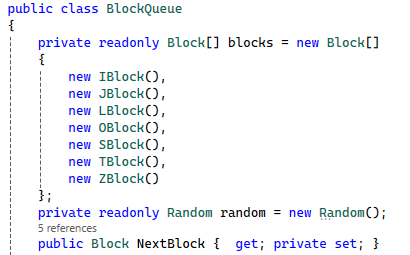 public class BlockQueue
{
    private readonly Block[] blocks = new Block[]
    {
        new IBlock(),
        new JBlock(),
        new LBlock(),
        new OBlock(),
        new SBlock(),
        new TBlock(),
        new ZBlock()
    };
    private readonly Random random = new Random();
    5 references
    public Block NextBlock {  get; private set; }